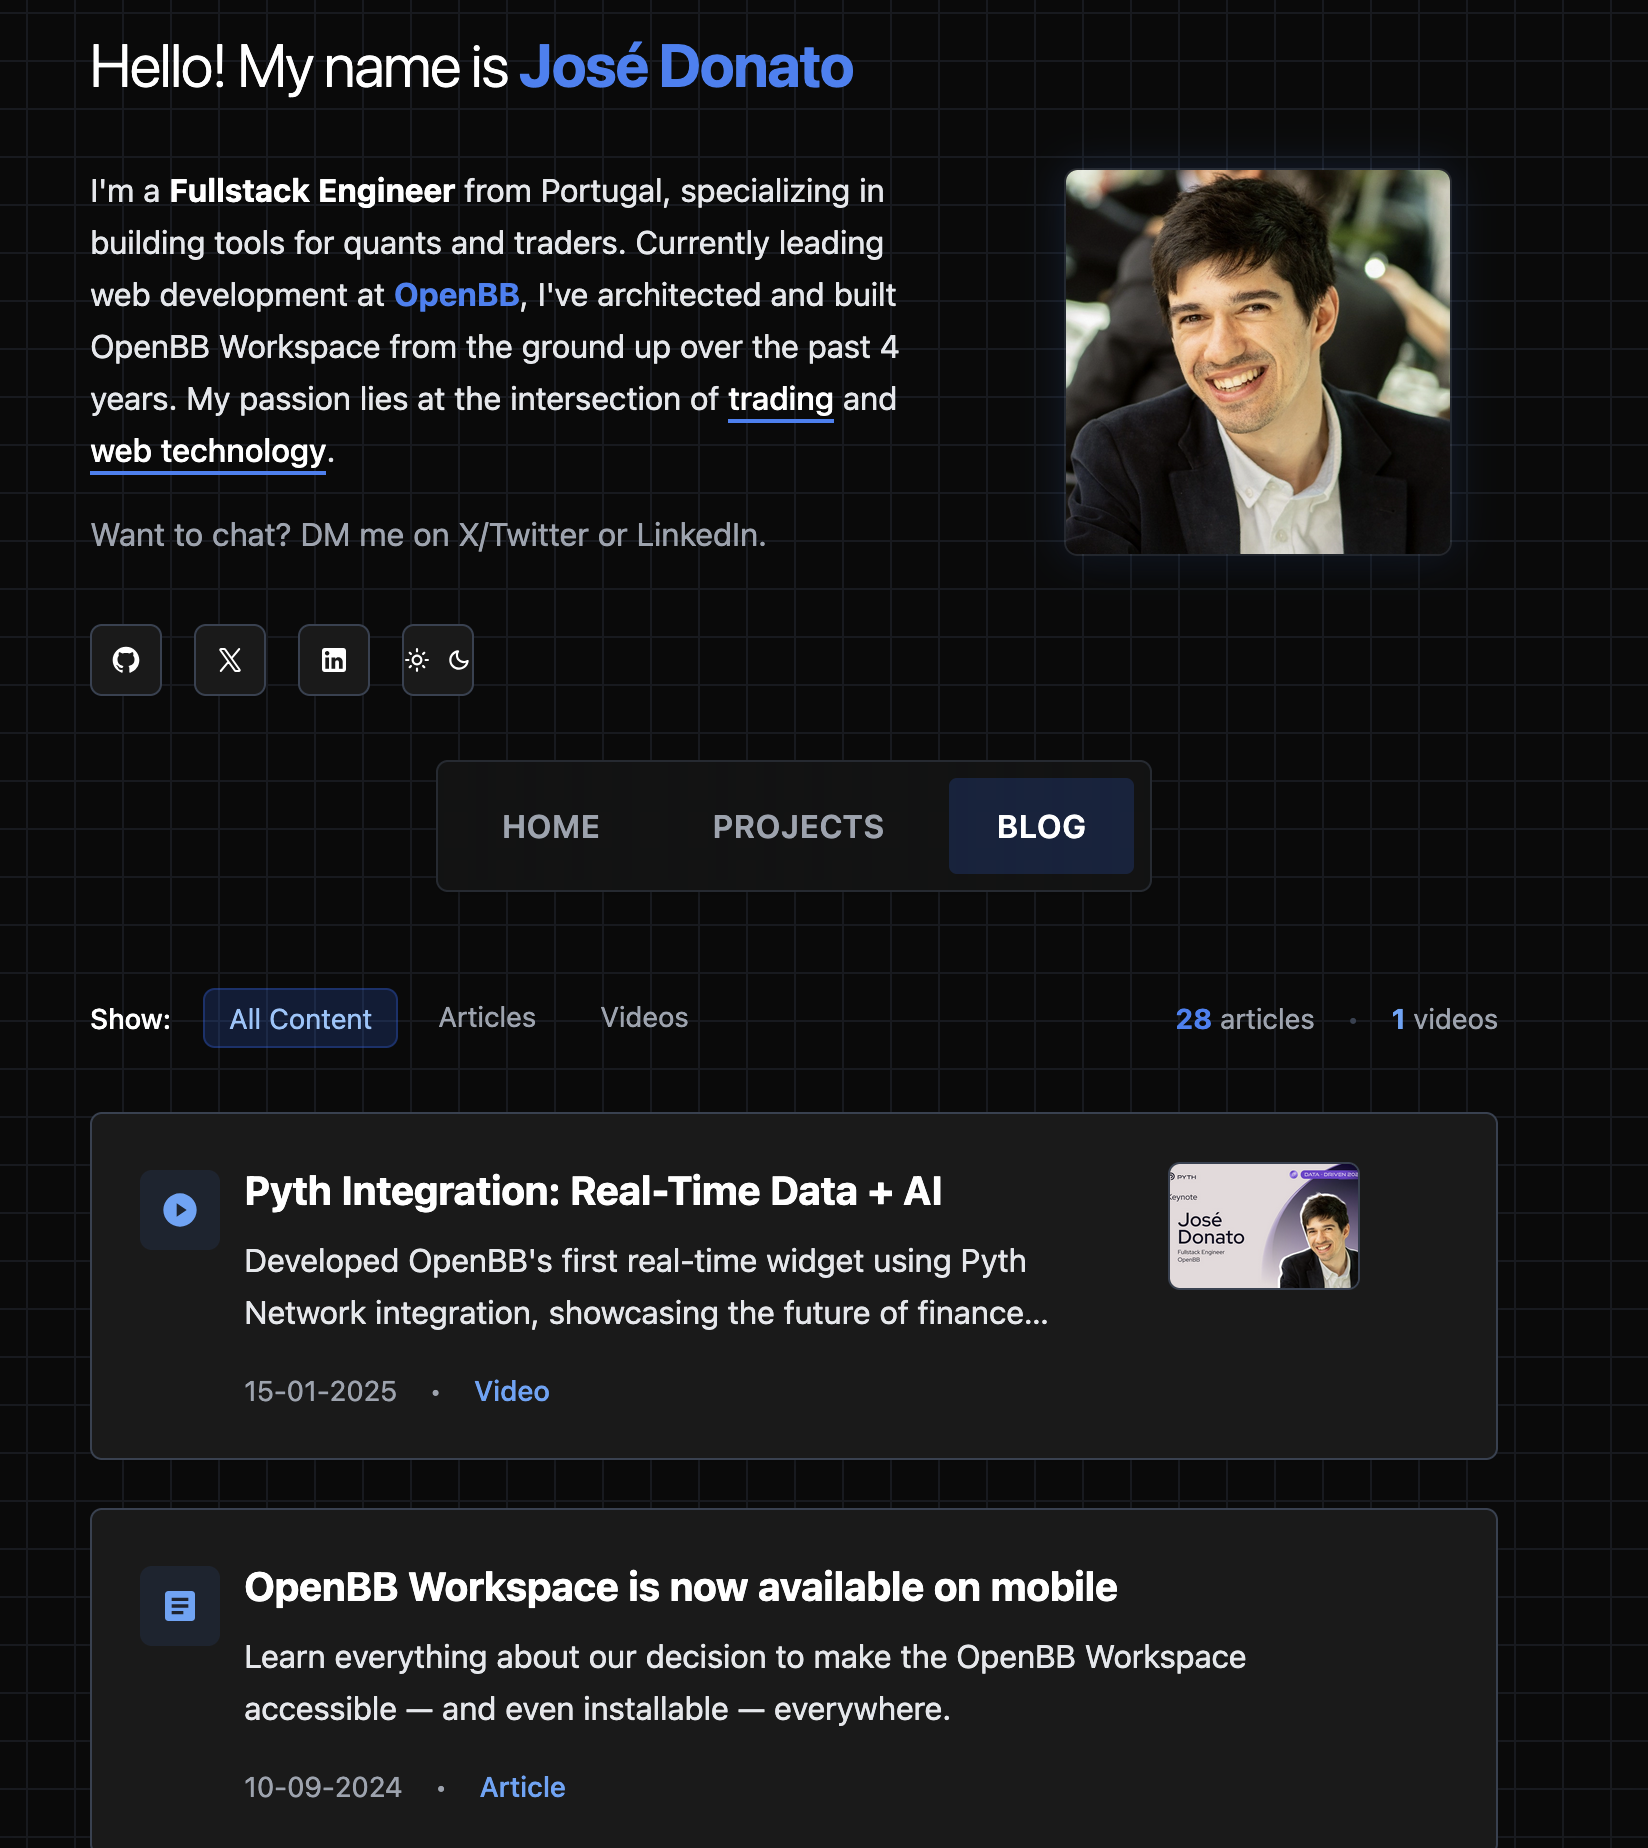 Hello! My name is José Donato
I'm a Fullstack Engineer from Portugal, specializing in
building tools for quants and traders. Currently leading
web development at OpenBB, I've architected and built
OpenBB Workspace from the ground up over the past 4
years. My passion lies at the intersection of trading and
web technology.
Want to chat? DM me on X/Twitter or LinkedIn.
HOME PROJECTS BLOG
Show: All Content Articles Videos 28 articles • 1 videos
Pyth Integration: Real-Time Data + AI
Developed OpenBB's first real-time widget using Pyth
Network integration, showcasing the future of finance...
15-01-2025 • Video
PYTH
DATA · DRIVEN 202
Keynote
José
Donato
Fullstack Engineer
OpenBB
OpenBB Workspace is now available on mobile
Learn everything about our decision to make the OpenBB Workspace
accessible — and even installable — everywhere.
10-09-2024 • Article